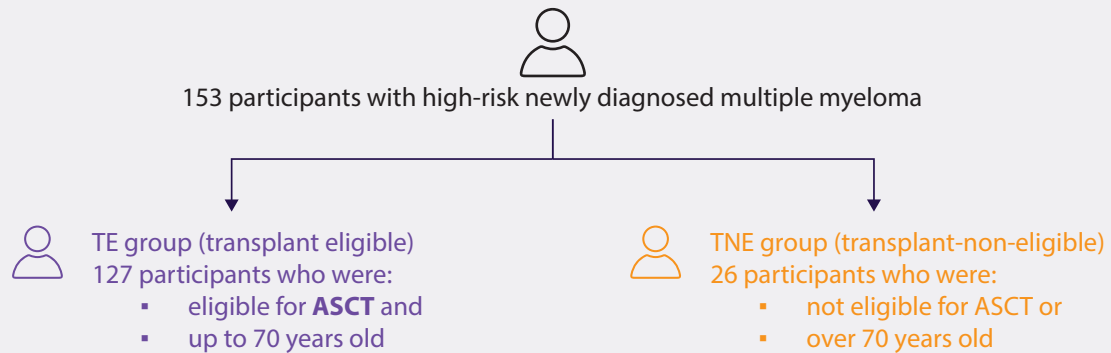 153 participants with high-risk newly diagnosed multiple myeloma
TE group (transplant eligible)
127 participants who were:
▪ eligible for ASCT and
▪ up to 70 years old
TNE group (transplant-non-eligible)
26 participants who were:
▪ not eligible for ASCT or
▪ over 70 years old